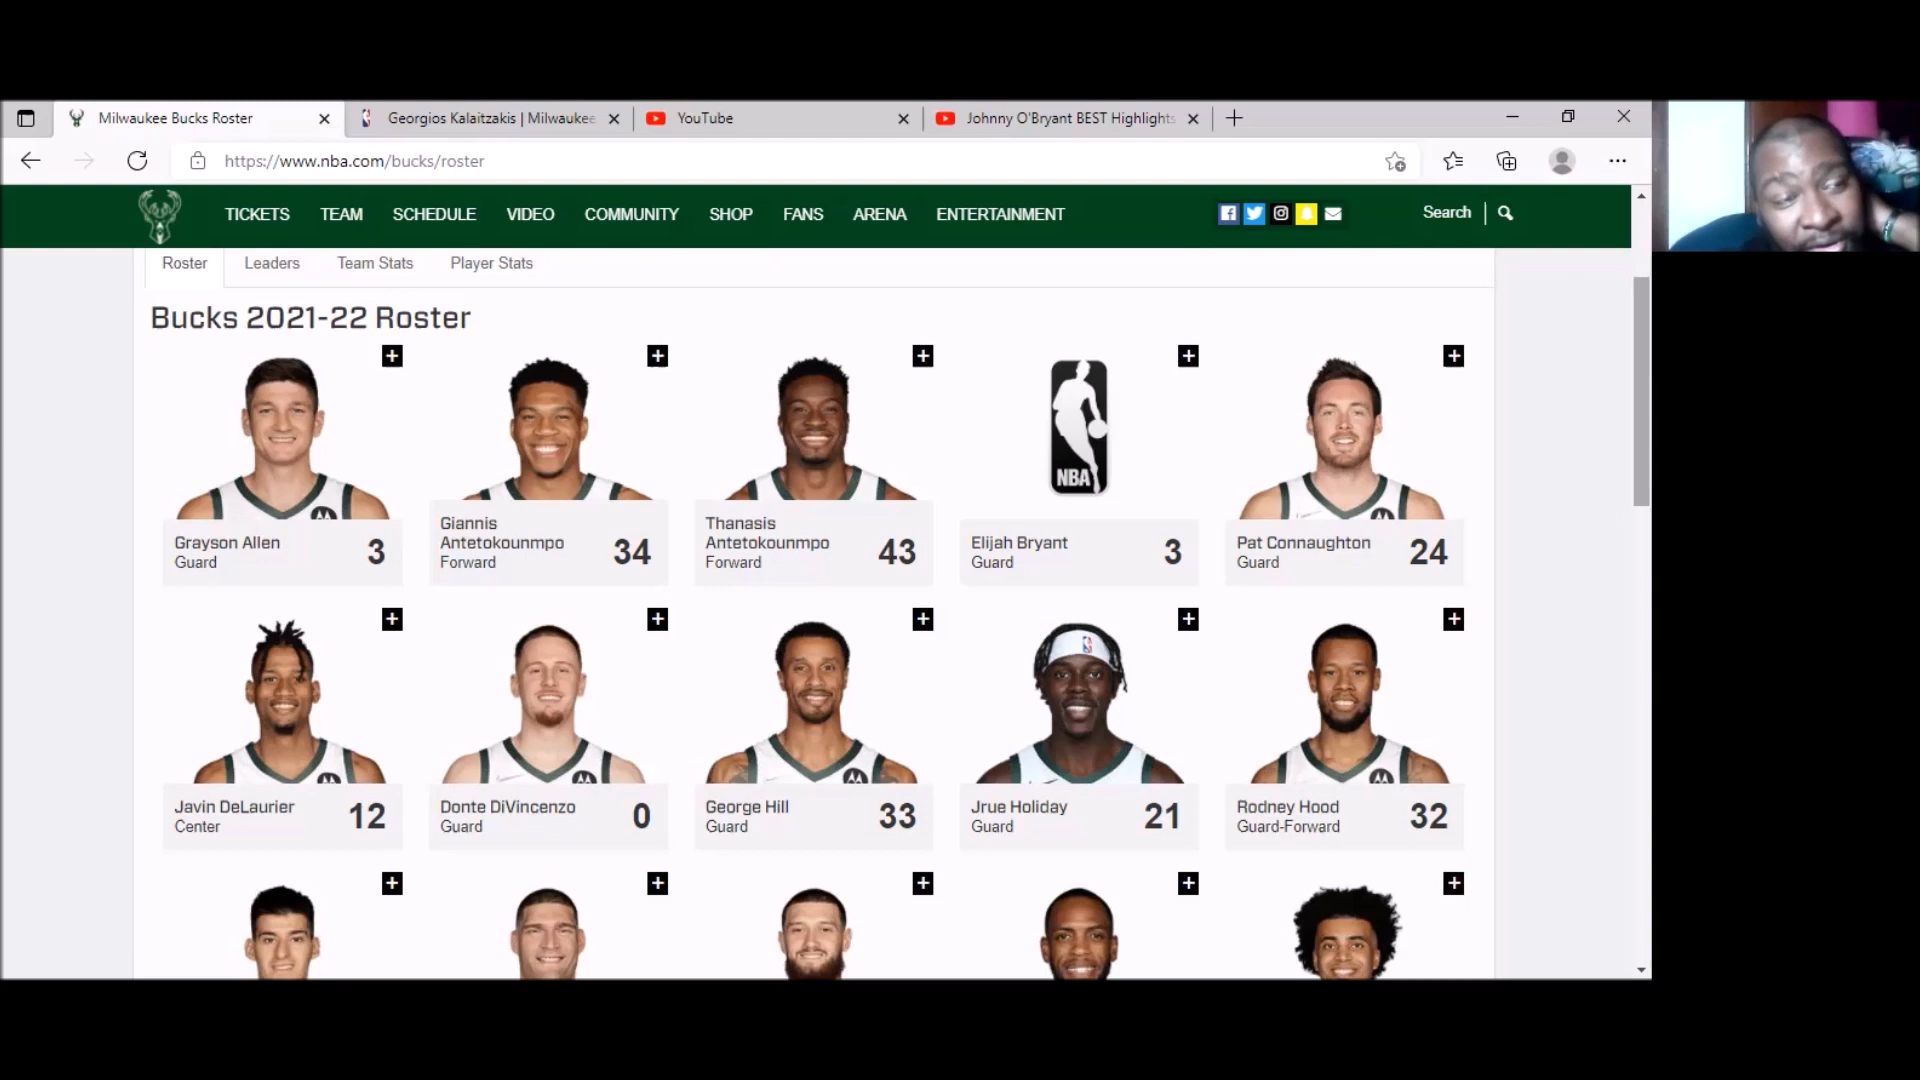 Milwaukee Bucks Roster
Georgios Kalaitzakis | Milwaukee
YouTube
Johnny O'Bryant BEST Highlights
https://www.nba.com/bucks/roster
TICKETS TEAM SCHEDULE VIDEO COMMUNITY SHOP FANS ARENA ENTERTAINMENT
Search
Roster Leaders Team Stats Player Stats
Bucks 2021-22 Roster
NBA
Grayson Allen
Guard
3
Giannis
Antetokounmpo
Forward
34
Thanasis
Antetokounmpo
Forward
43
Elijah Bryant
Guard
3
Pat Connaughton
Guard
24
Javin DeLaurier
Center
12
Donte DiVincenzo
Guard
0
George Hill
Guard
33
Jrue Holiday
Guard
21
Rodney Hood
Guard-Forward
32